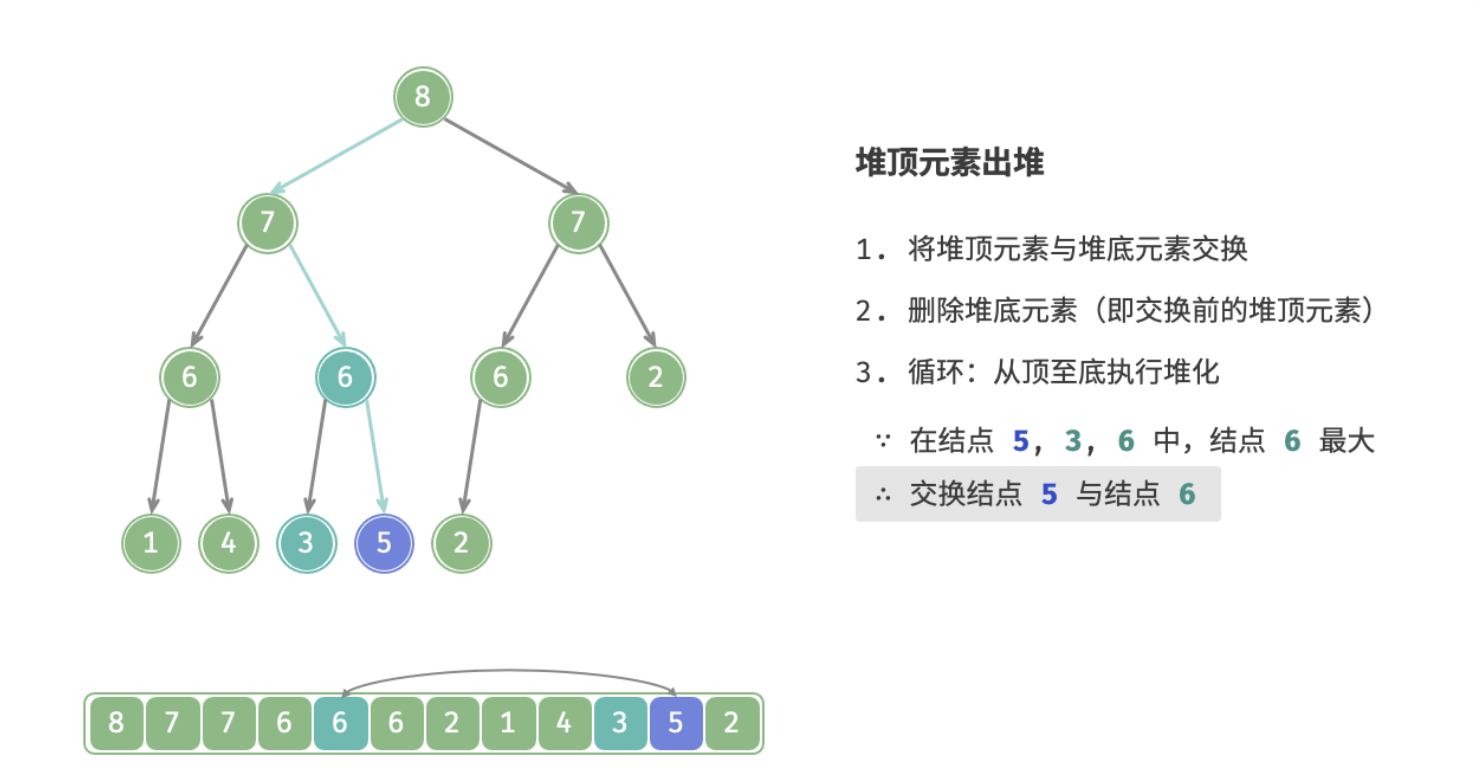 堆顶元素出堆
1. 将堆顶元素与堆底元素交换
2. 删除堆底元素（即交换前的堆顶元素）
3. 循环：从顶至底执行堆化
∵ 在结点 5, 3, 6 中，结点 6 最大
∴ 交换结点 5 与结点 6
8
7 7
6 6 6 2
1 4 3 5 2
8 7 7 6 6 6 2 1 4 3 5 2